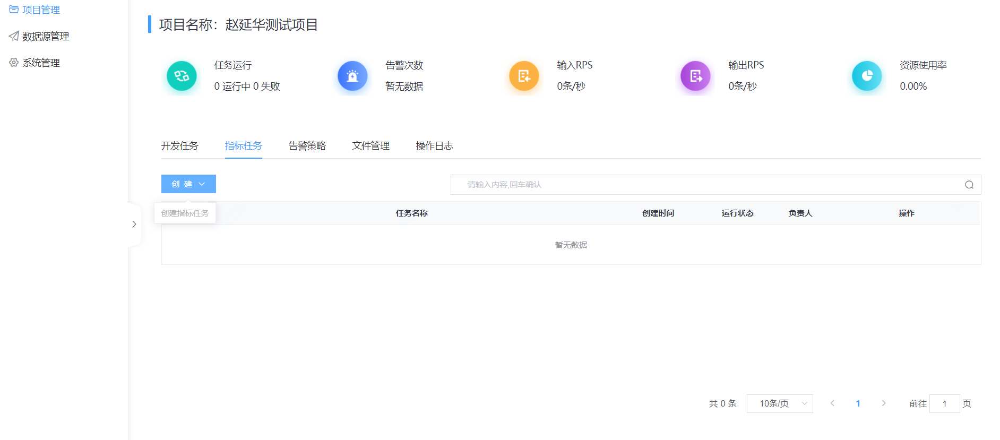 项目管理
数据源管理
系统管理
项目名称：赵延华测试项目
任务运行
0 运行中 0 失败
告警次数
暂无数据
输入RPS
0条/秒
输出RPS
0条/秒
资源使用率
0.00%
开发任务 指标任务 告警策略 文件管理 操作日志
创 建
请输入内容,回车确认
创建指标任务
任务名称 创建时间 运行状态 负责人 操作
暂无数据
共 0 条 10条/页 1 前往 1 页